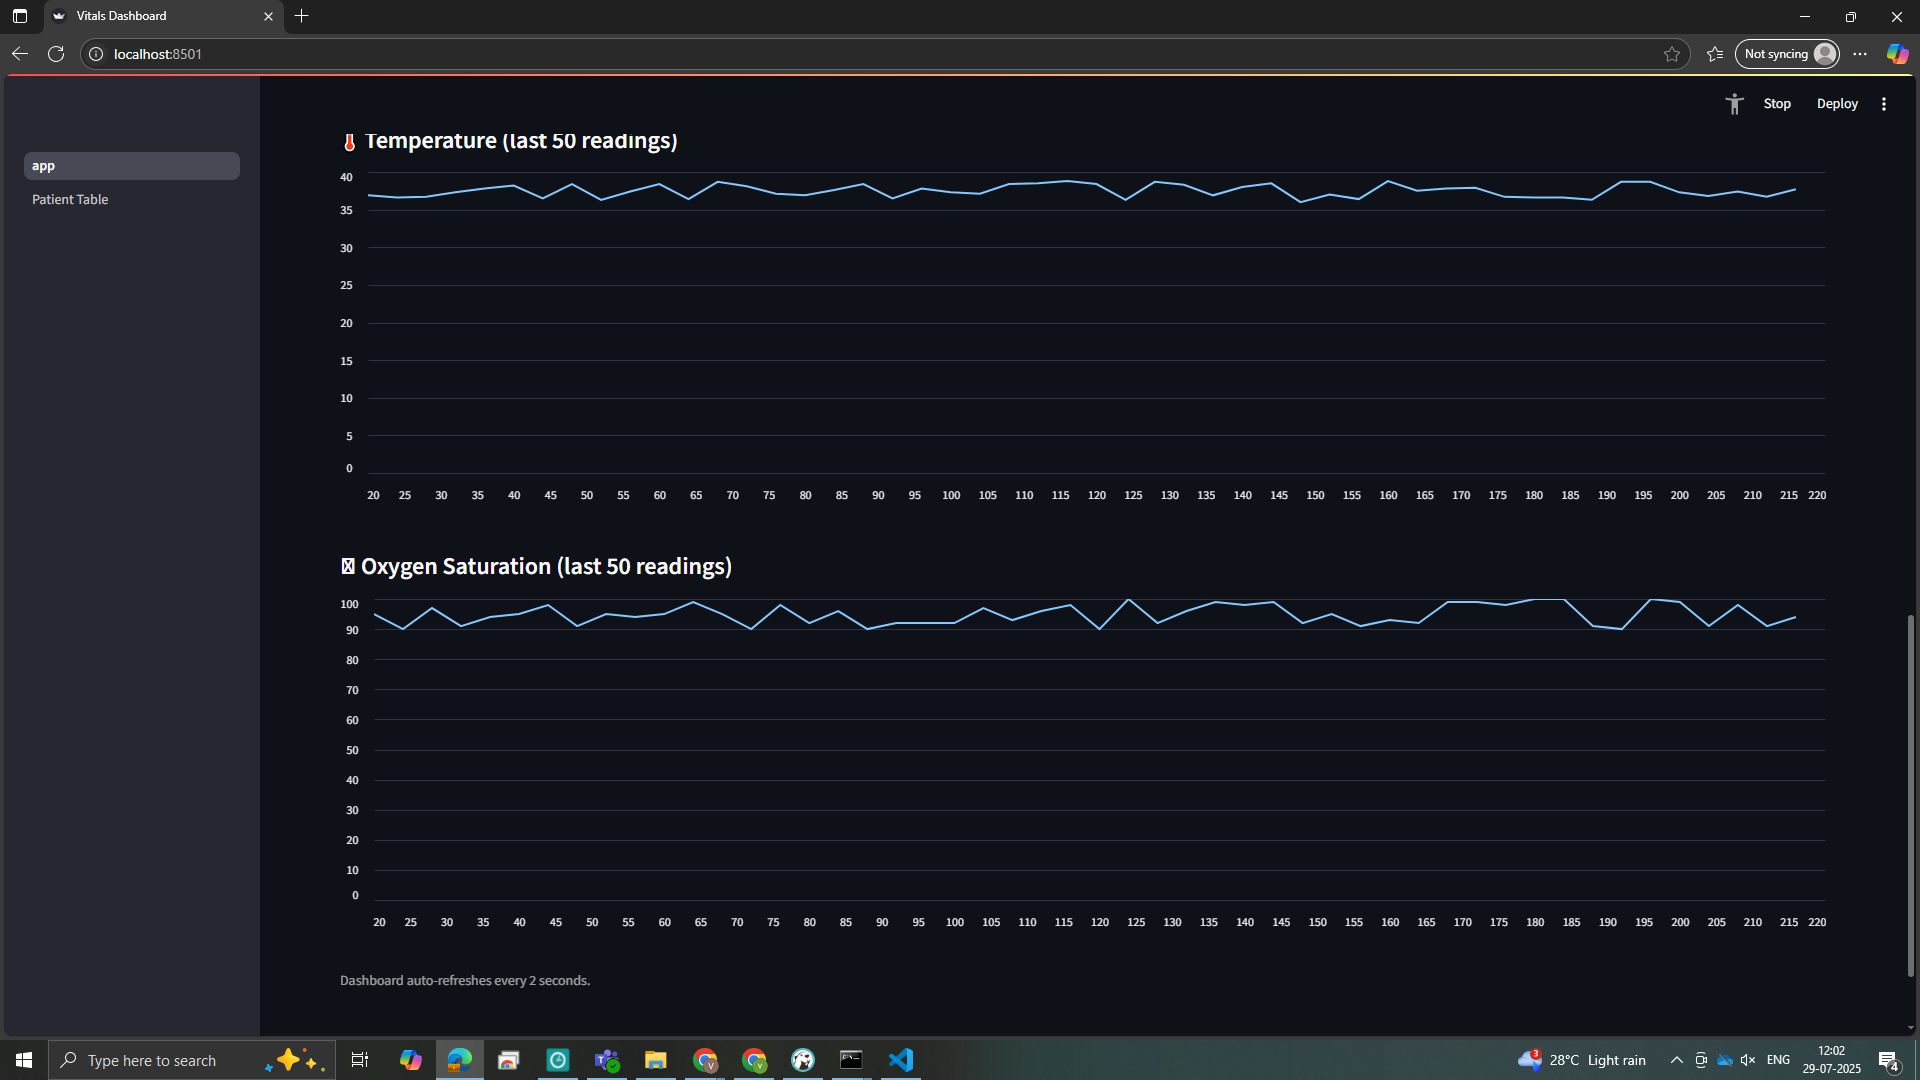 Vitals Dashboard
localhost:8501
Not syncing
Stop Deploy
app
Patient Table
Temperature (last 50 readings)
40
35
30
25
20
15
10
5
0
20 25 30 35 40 45 50 55 60 65 70 75 80 85 90 95 100 105 110 115 120 125 130 135 140 145 150 155 160 165 170 175 180 185 190 195 200 205 210 215 220
Oxygen Saturation (last 50 readings)
100
90
80
70
60
50
40
30
20
10
0
20 25 30 35 40 45 50 55 60 65 70 75 80 85 90 95 100 105 110 115 120 125 130 135 140 145 150 155 160 165 170 175 180 185 190 195 200 205 210 215 220
Dashboard auto-refreshes every 2 seconds.
Type here to search
3
28°C Light rain
ENG
12:02
29-07-2025
4